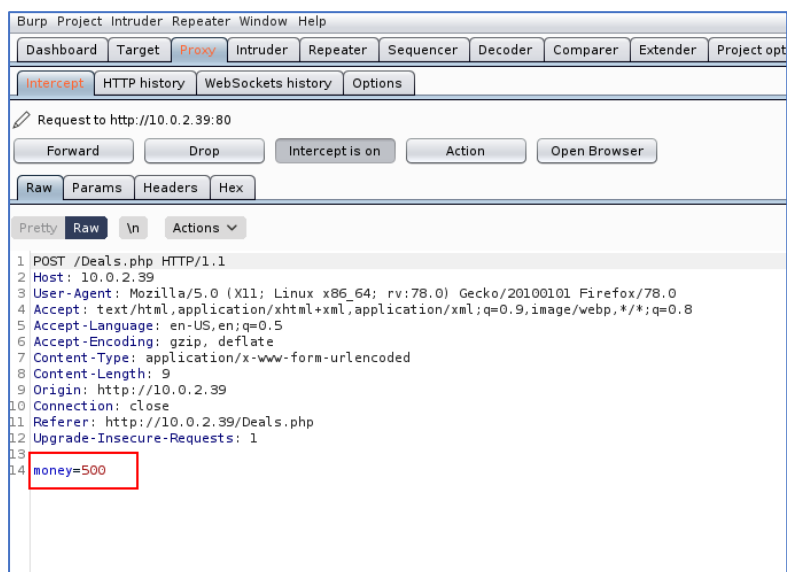 Burp Project Intruder Repeater Window Help
Dashboard Target Proxy Intruder Repeater Sequencer Decoder Comparer Extender Project opt
Intercept HTTP history WebSockets history Options
Request to http://10.0.2.39:80
Forward Drop Intercept is on Action Open Browser
Raw Params Headers Hex
Pretty Raw \n Actions
1 POST /Deals.php HTTP/1.1
2 Host: 10.0.2.39
3 User-Agent: Mozilla/5.0 (X11; Linux x86_64; rv:78.0) Gecko/20100101 Firefox/78.0
4 Accept: text/html,application/xhtml+xml,application/xml;q=0.9,image/webp,*/*;q=0.8
5 Accept-Language: en-US,en;q=0.5
6 Accept-Encoding: gzip, deflate
7 Content-Type: application/x-www-form-urlencoded
8 Content-Length: 9
9 Origin: http://10.0.2.39
10 Connection: close
11 Referer: http://10.0.2.39/Deals.php
12 Upgrade-Insecure-Requests: 1
13
14 money=500